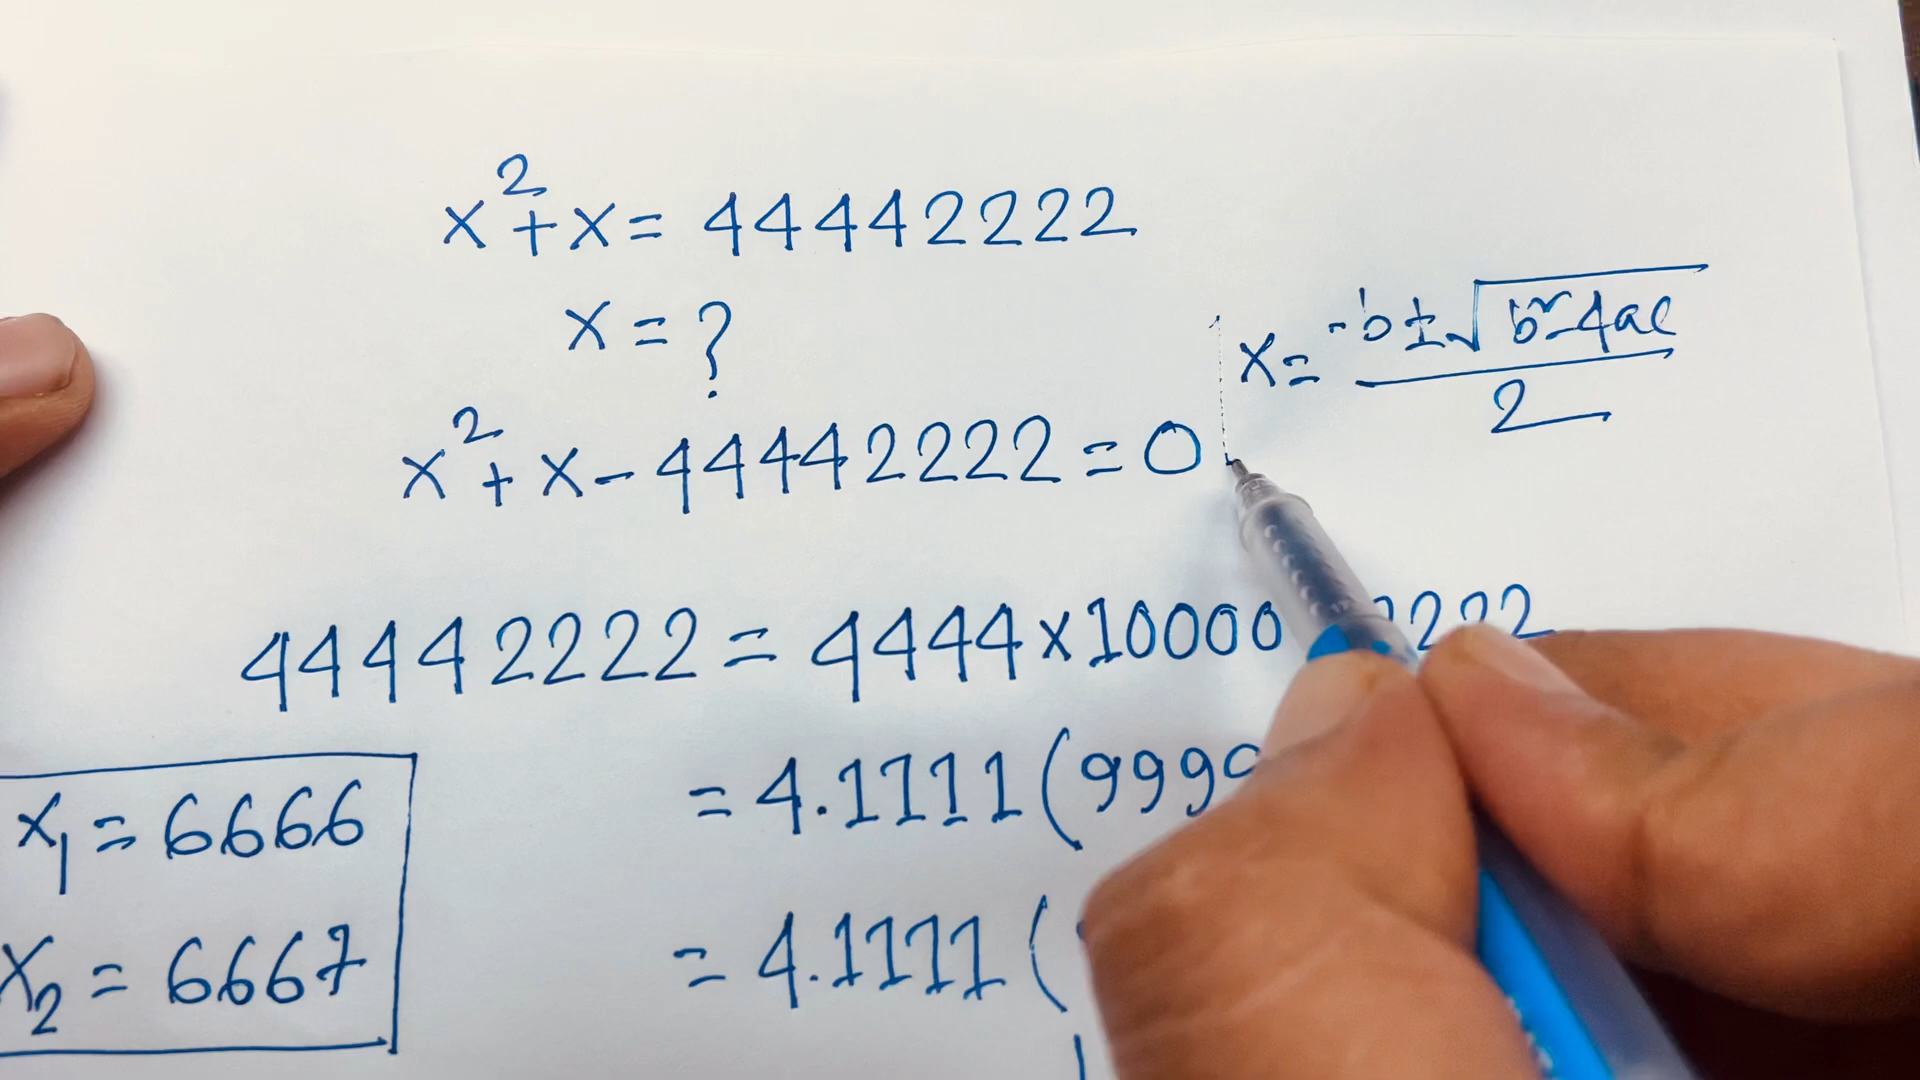 x²+x=44442222
x=?
x²+x-44442222=0
x= -b±√b²-4ac
2
44442222=4444x10000 2222
=4.1111(999
=4.1111(
x₁=6666
x₂=6667